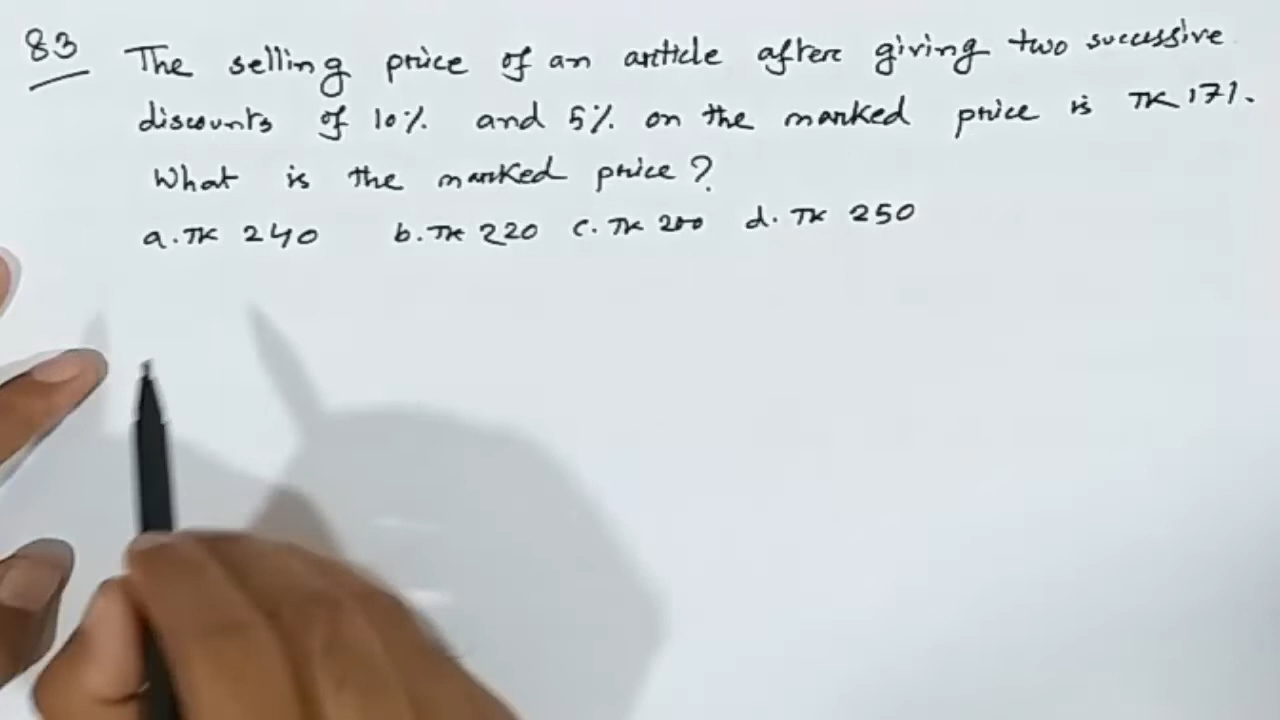 83 The selling price of an article after giving two successive
discounts of 10% and 5% on the marked price is TK 171.
What is the marked price?
a. TK 240 b. TK 220 c. TK 200 d. TK 250